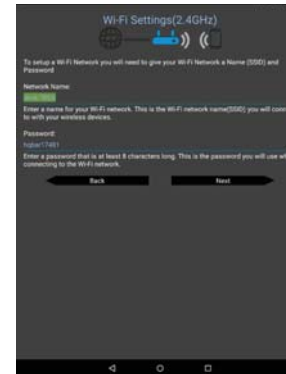 Wi-Fi Settings(2.4GHz)
To setup a Wi-Fi Network you will need to give your Wi-Fi Network a Name (SSID) and
Password
Network Name:
Enter a name for your Wi-Fi network. This is the Wi-Fi network name(SSID) you will conn
to with your wireless devices.
Password:
Enter a password that is at least 8 characters long. This is the password you will use wh
connecting to the Wi-Fi network.
Back
Next